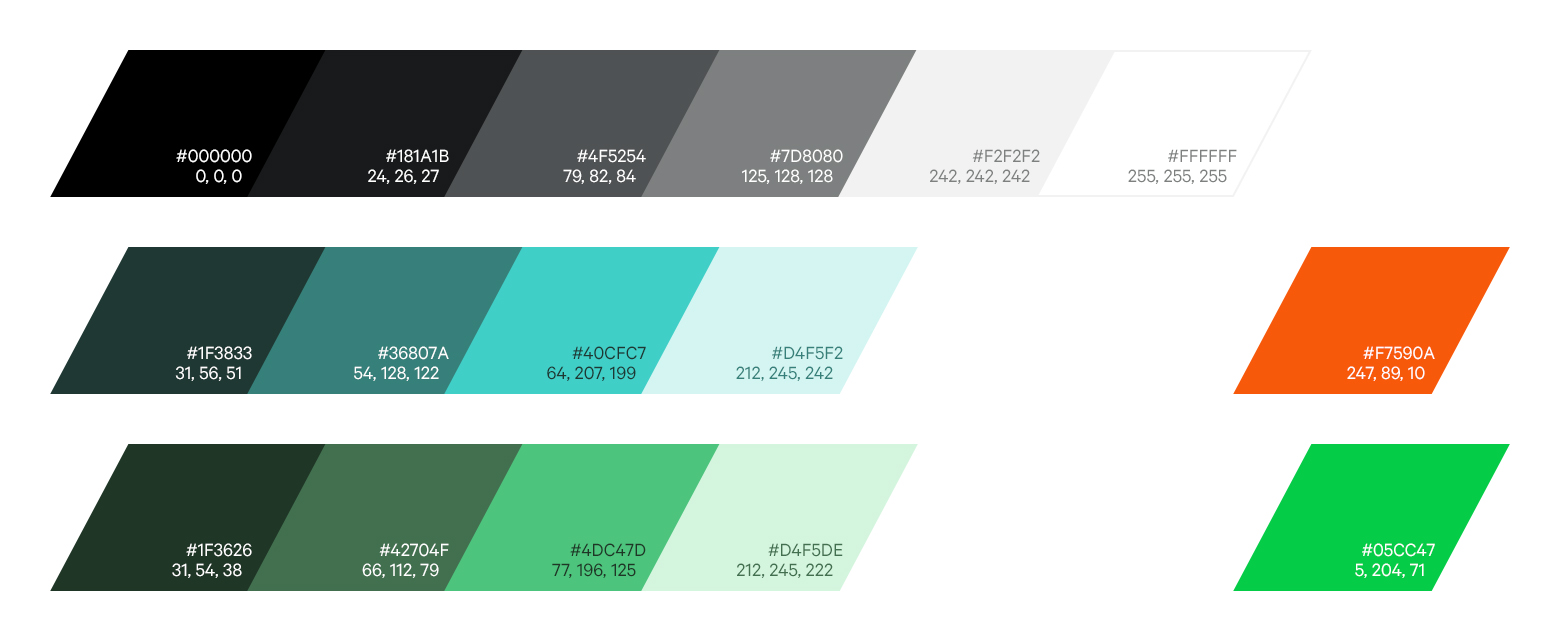 #000000
0, 0, 0
#181A1B
24, 26, 27
#4F5254
79, 82, 84
#7D8080
125, 128, 128
#F2F2F2
242, 242, 242
#FFFFFF
255, 255, 255
#1F3833
31, 56, 51
#36807A
54, 128, 122
#40CFC7
64, 207, 199
#D4F5F2
212, 245, 242
#F7590A
247, 89, 10
#1F3626
31, 54, 38
#42704F
66, 112, 79
#4DC47D
77, 196, 125
#D4F5DE
212, 245, 222
#05CC47
5, 204, 71